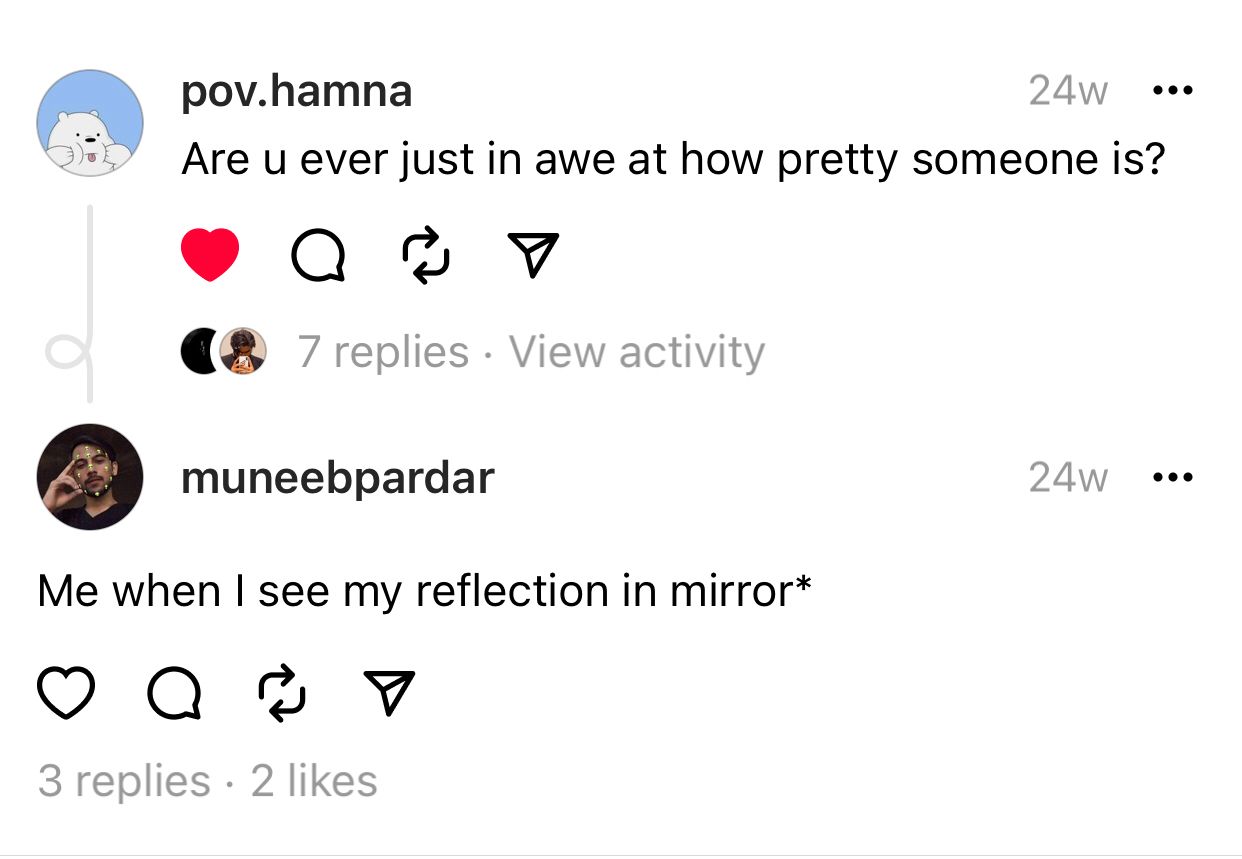 pov.hamna 24w
Are u ever just in awe at how pretty someone is?
7 replies · View activity
muneebpardar 24w
Me when I see my reflection in mirror*
3 replies · 2 likes